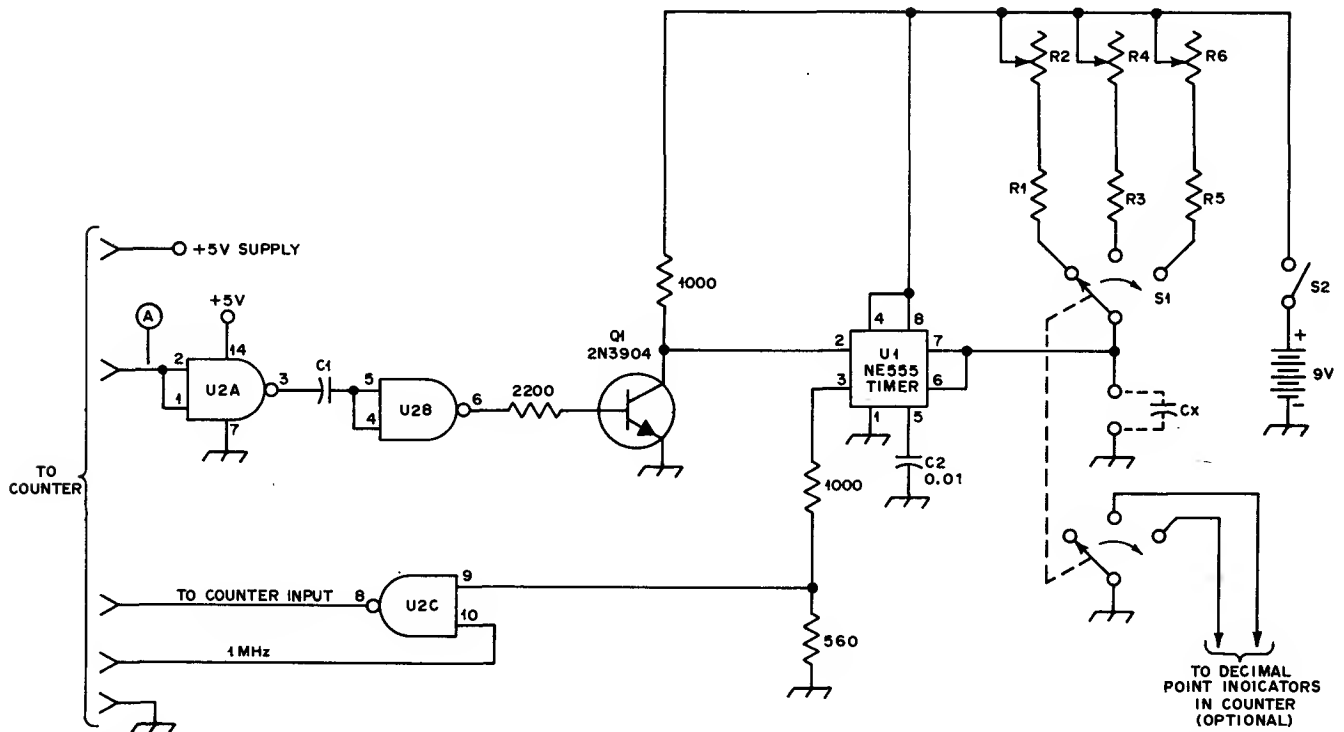 R2
R4
R6
R1
R3
R5
+5V SUPPLY
1000
S1
S2
A
+5V
Q1
2N3904
4
8
2
14
2
U1
7
+
3
C1
5
NE555
9V
U2A
U2B
6
2200
3
TIMER
6
1
4
1
5
-
Cx
7
TO
COUNTER
C2
0.01
1000
9
TO COUNTER INPUT
8
U2C
10
560
1 MHz
TO DECIMAL
POINT INDICATORS
IN COUNTER
(OPTIONAL)